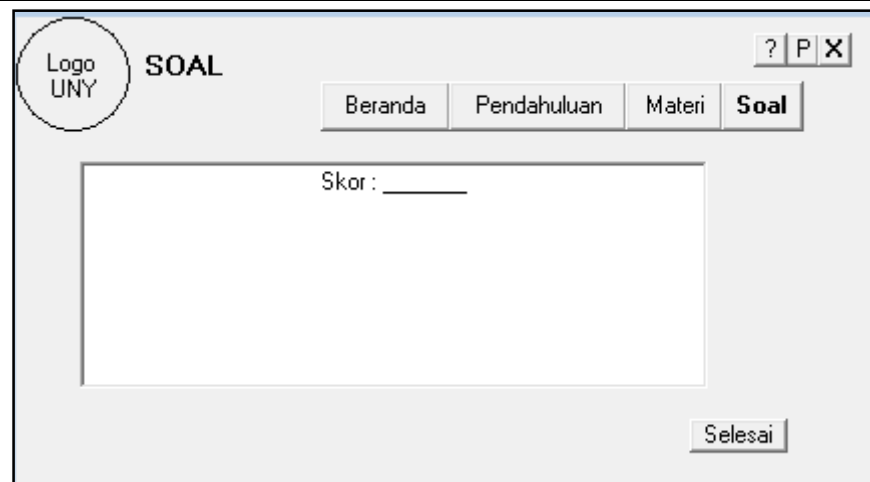 Logo
UNY
SOAL
? P X
Beranda Pendahuluan Materi Soal
Skor : _______
Selesai